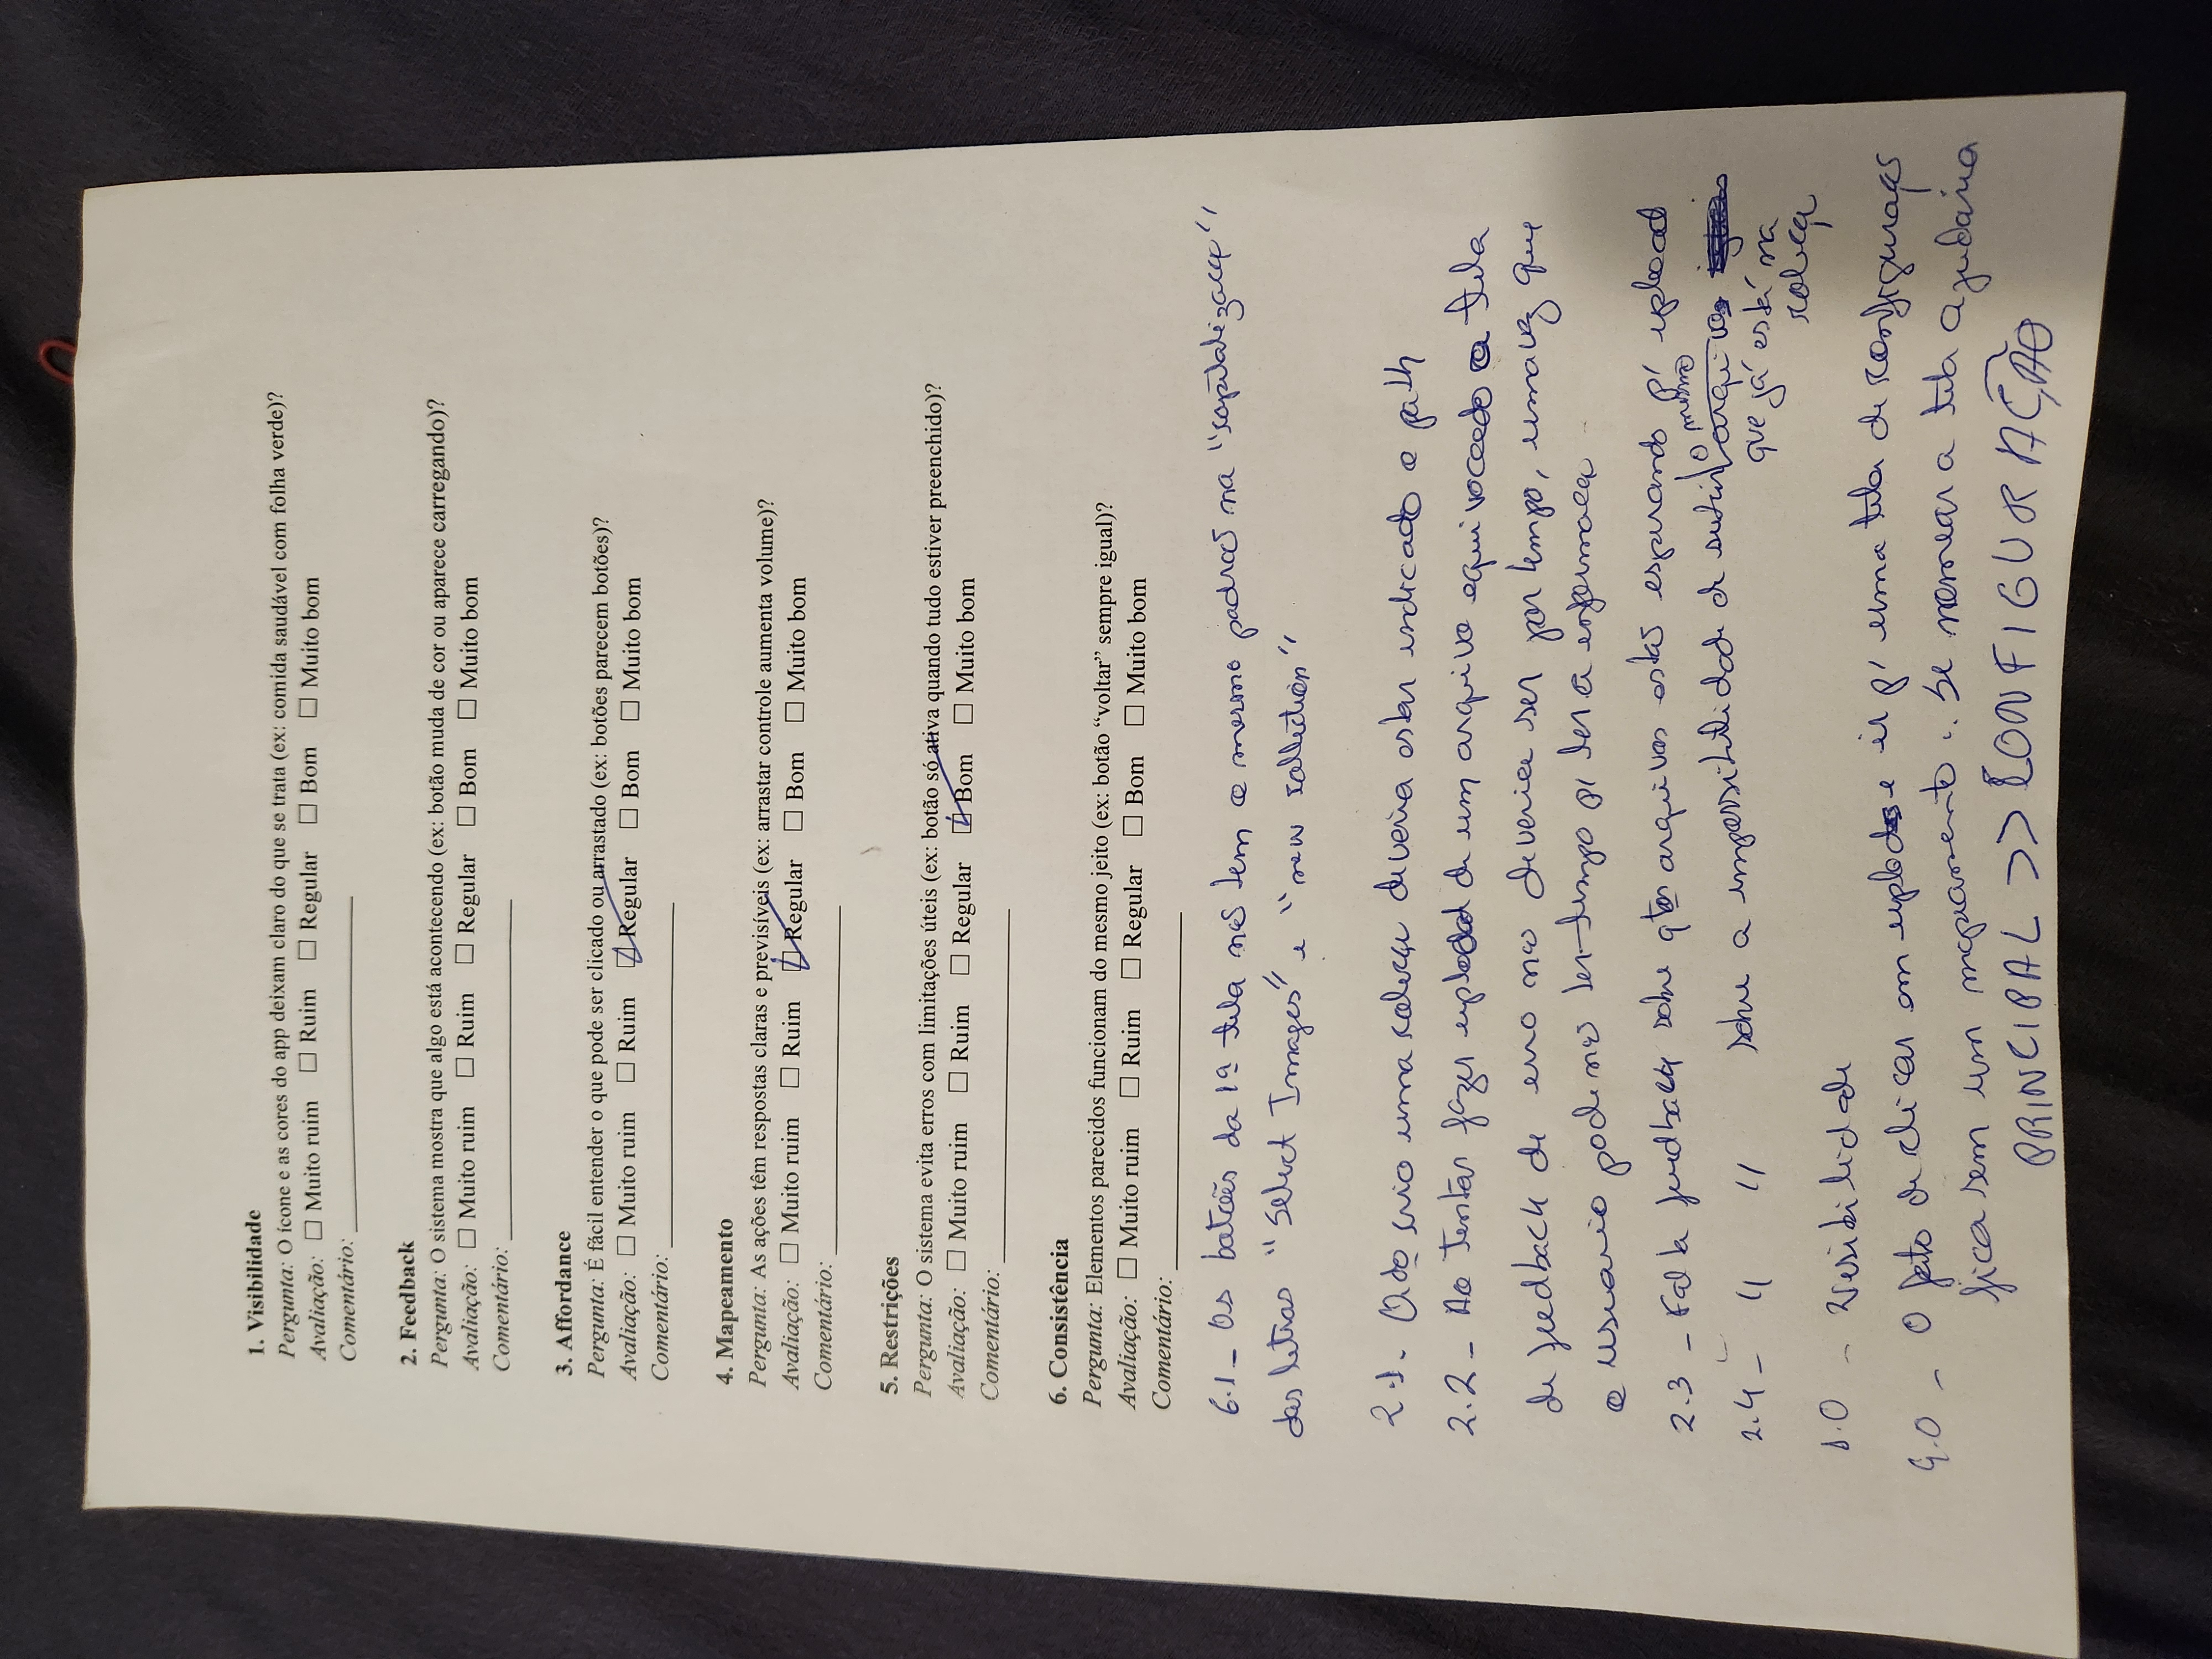 1. Visibilidade
Pergunta: O ícone e as cores do app deixam claro do que se trata (ex: comida saudável com folha verde)?
Avaliação: ☐ Muito ruim ☐ Ruim ☐ Regular ☐ Bom ☐ Muito bom
Comentário: 
2. Feedback
Pergunta: O sistema mostra que algo está acontecendo (ex: botão muda de cor ou aparece carregando)?
Avaliação: ☐ Muito ruim ☐ Ruim ☐ Regular ☐ Bom ☐ Muito bom
Comentário: 
3. Affordance
Pergunta: É fácil entender o que pode ser clicado ou arrastado (ex: botões parecem botões)?
Avaliação: ☐ Muito ruim ☐ Ruim ☑ Regular ☐ Bom ☐ Muito bom
Comentário: 
4. Mapeamento
Pergunta: As ações têm respostas claras e previsíveis (ex: arrastar controle aumenta volume)?
Avaliação: ☐ Muito ruim ☐ Ruim ☑ Regular ☐ Bom ☐ Muito bom
Comentário: 
5. Restrições
Pergunta: O sistema evita erros com limitações úteis (ex: botão só ativa quando tudo estiver preenchido)?
Avaliação: ☐ Muito ruim ☐ Ruim ☐ Regular ☑ Bom ☐ Muito bom
Comentário: 
6. Consistência
Pergunta: Elementos parecidos funcionam do mesmo jeito (ex: botão “voltar” sempre igual)?
Avaliação: ☐ Muito ruim ☐ Ruim ☐ Regular ☐ Bom ☐ Muito bom
Comentário: 
6.1 - Os botões da 1ª tela não tem o mesmo padrão na "capitalização"
das letras "Select Images" e "new collection"
2.1. Qdo crio uma coleção deveria estar indicado o path
2.2 - Ao tentar fazer upload de um arquivo equivocado a tela
de feedback de erro não deveria ser por tempo, uma vez que
o usuario pode não ter tempo p/ ler a informação
2.3 - Falta feedback sobre qtos arquivos estão esperando p/ upload
2.4 - " " sobre a impossibilidade de subir o mesmo arquivo
que já está na
coleção
1.0 - Visibilidade
4.0 - O fato de clicar em upload e ir p/ uma tela de configurações
fica sem um mapeamento. Se nomear a tela ajudaria
PRINCIPAL >> CONFIGURAÇÃO